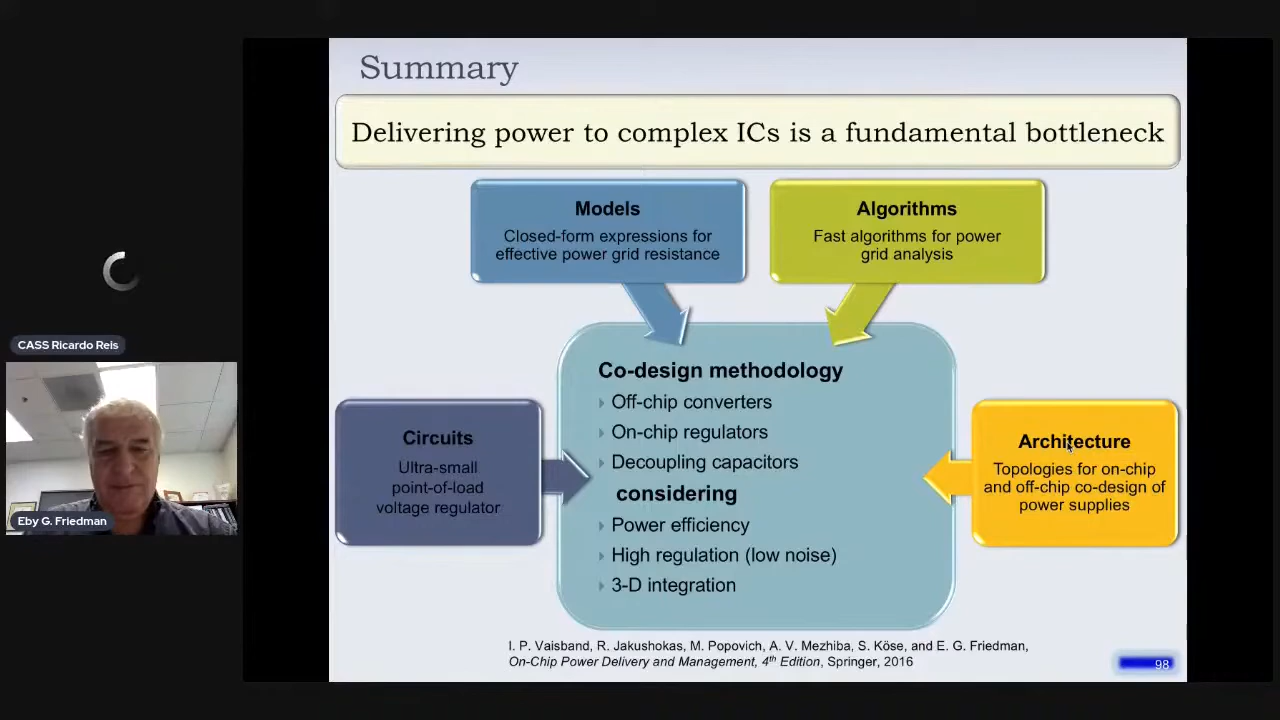 Summary
Delivering power to complex ICs is a fundamental bottleneck
Models
Closed-form expressions for
effective power grid resistance
Algorithms
Fast algorithms for power
grid analysis
CASS Ricardo Reis
Eby G. Friedman
Circuits
Ultra-small
point-of-load
voltage regulator
Co-design methodology
Off-chip converters
On-chip regulators
Decoupling capacitors
considering
Power efficiency
High regulation (low noise)
3-D integration
Architecture
Topologies for on-chip
and off-chip co-design of
power supplies
I. P. Vaisband, R. Jakushokas, M. Popovich, A. V. Mezhiba, S. Köse, and E. G. Friedman,
On-Chip Power Delivery and Management, 4th Edition, Springer, 2016
98